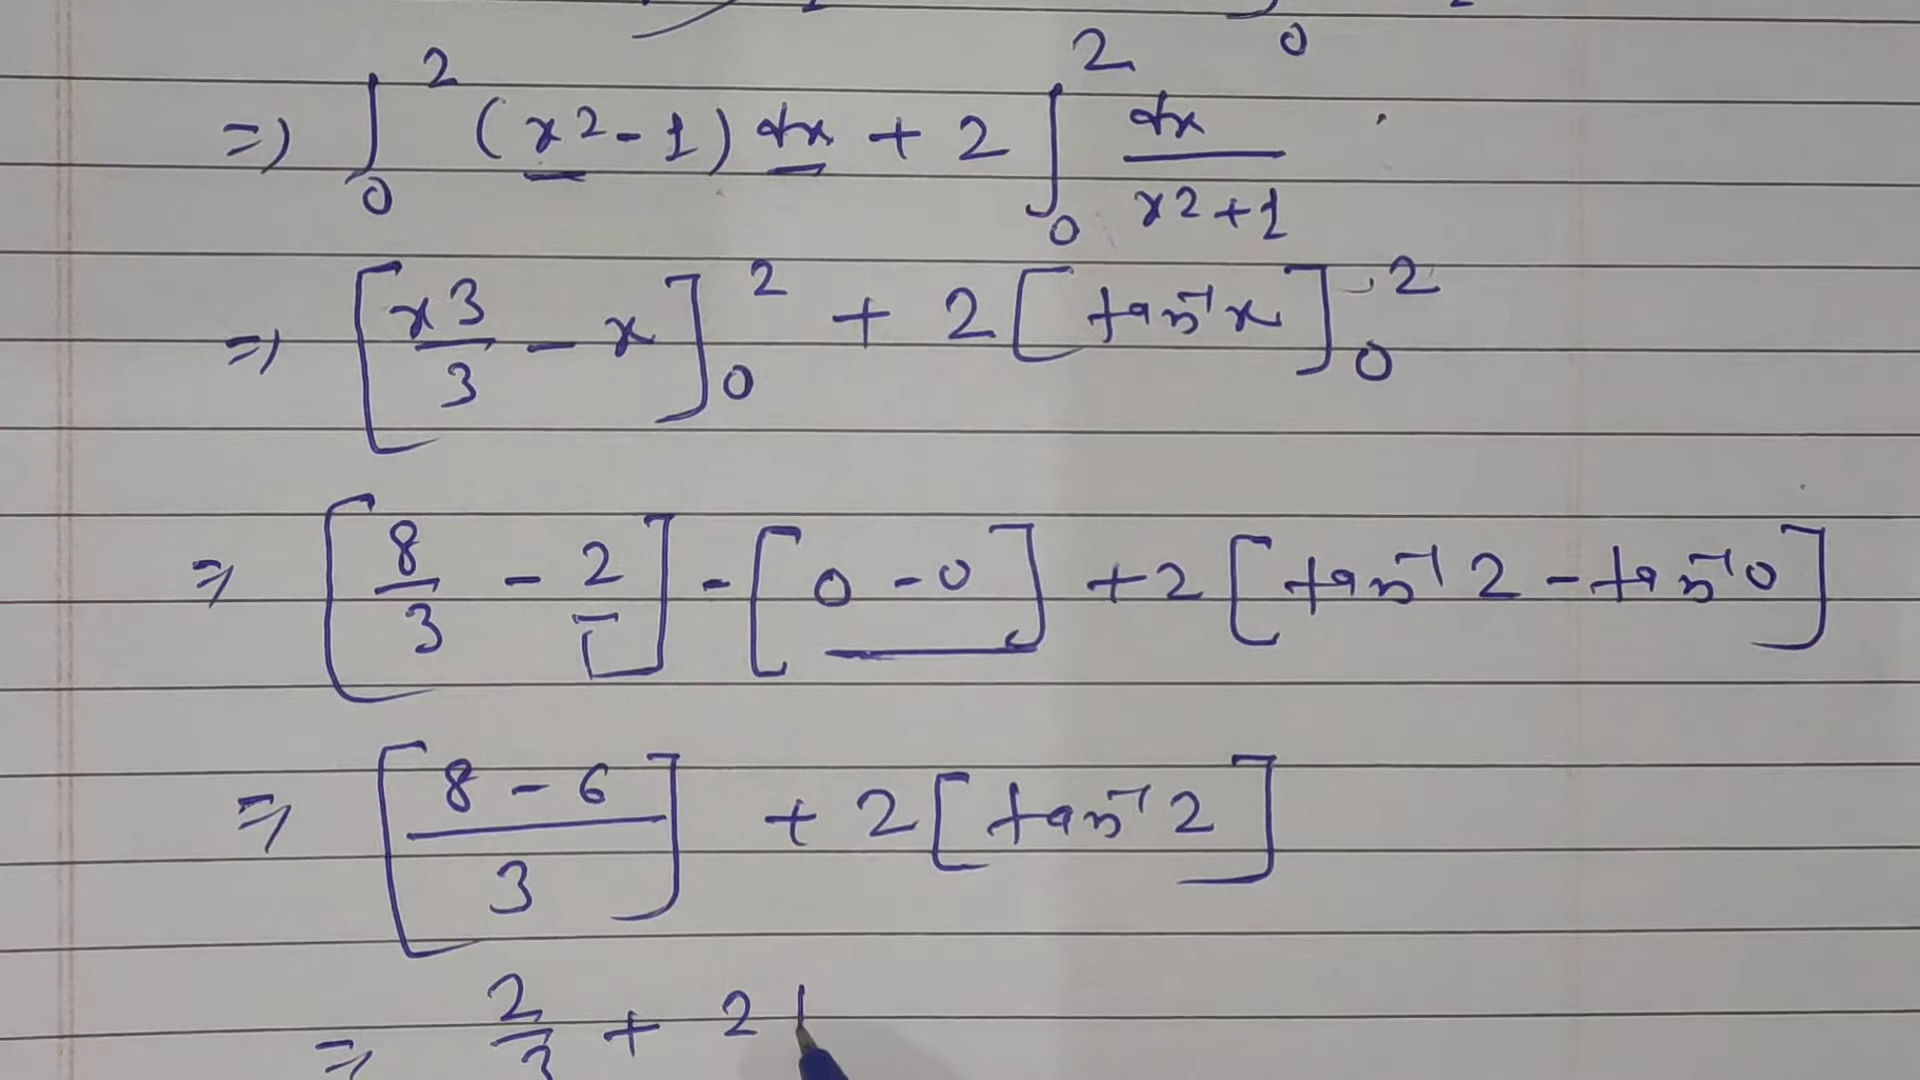 0
=> ∫₀² (x2-1) dx + 2 ∫₀² dx/x2+1
=> [x3/3 - x]₀² + 2 [tan⁻¹x]₀²
=> [8/3 - 2] - [0 - 0] + 2 [tan⁻¹2 - tan⁻¹0]
=> [8-6/3] + 2 [tan⁻¹2]
=> 2/3 + 2